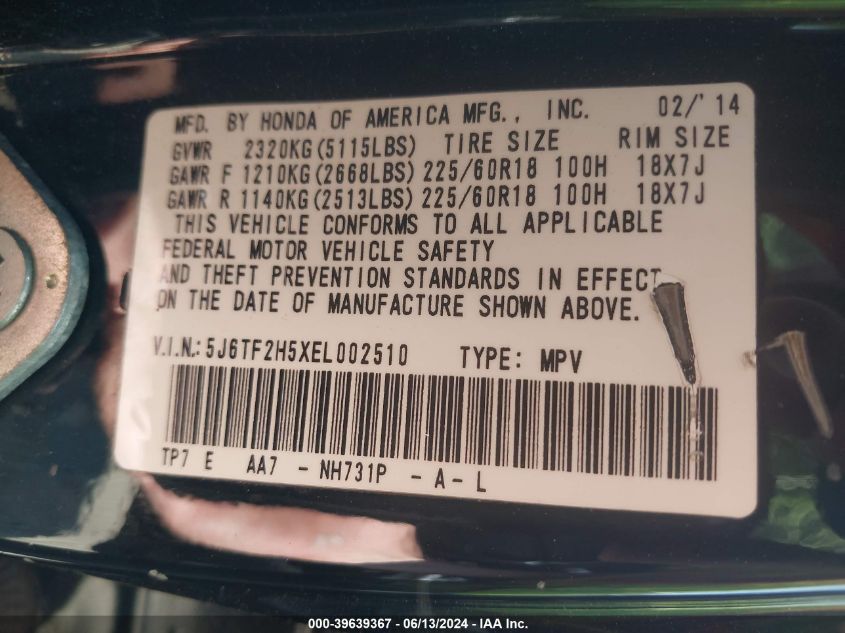 MFD. BY HONDA OF AMERICA MFG., INC. 02/'14
GVWR 2320KG(5115LBS) TIRE SIZE RIM SIZE
GAWR F 1210KG(2668LBS) 225/60R18 100H 18X7J
GAWR R 1140KG(2513LBS) 225/60R18 100H 18X7J
THIS VEHICLE CONFORMS TO ALL APPLICABLE
FEDERAL MOTOR VEHICLE SAFETY
AND THEFT PREVENTION STANDARDS IN EFFECT
ON THE DATE OF MANUFACTURE SHOWN ABOVE.
V.I.N.: 5J6TF2H5XEL002510 TYPE: MPV
TP7 E AA7 - NH731P - A - L
000-39639367 - 06/13/2024 - IAA Inc.